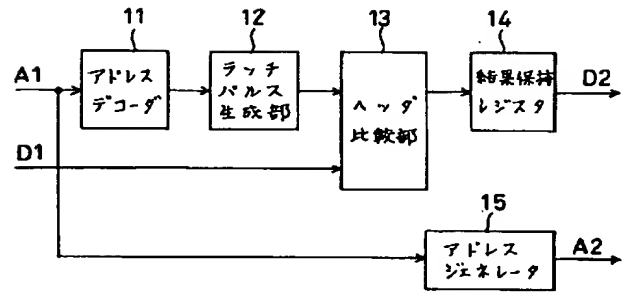 11
12
13
14
A1
アドレス
デコーダ
ラッチ
パルス
生成部
ヘッダ
比較部
結果保持
レジスタ
D2
D1
15
アドレス
ジェネレータ
A2